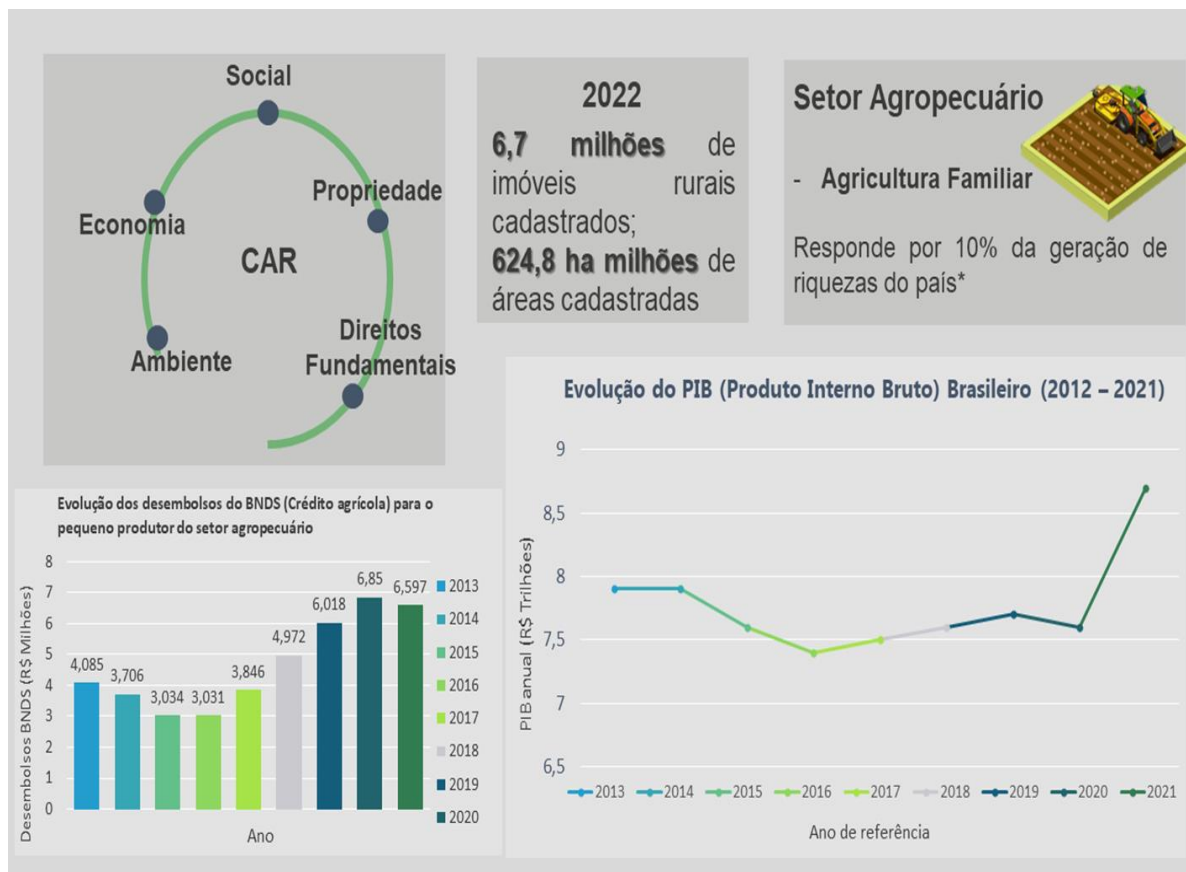 Social
Propriedade
Economia
CAR
Direitos
Fundamentais
Ambiente
2022
6,7 milhões de
imóveis rurais
cadastrados;
624,8 ha milhões de
áreas cadastradas
Setor Agropecuário
- Agricultura Familiar
Responde por 10% da geração de
riquezas do país*
Evolução dos desembolsos do BNDS (Crédito agrícola) para o
pequeno produtor do setor agropecuário
Desembolsos BNDS (R$ Milhões)
8
7
6
5
4
3
2
1
0
4,085
3,706
3,034
3,031
3,846
4,972
6,018
6,85
6,597
Ano
2013
2014
2015
2016
2017
2018
2019
2020
Evolução do PIB (Produto Interno Bruto) Brasileiro (2012 – 2021)
PIB anual (R$ Trilhões)
9
8,5
8
7,5
7
6,5
2013 2014 2015 2016 2017 2018 2019 2020 2021
Ano de referência